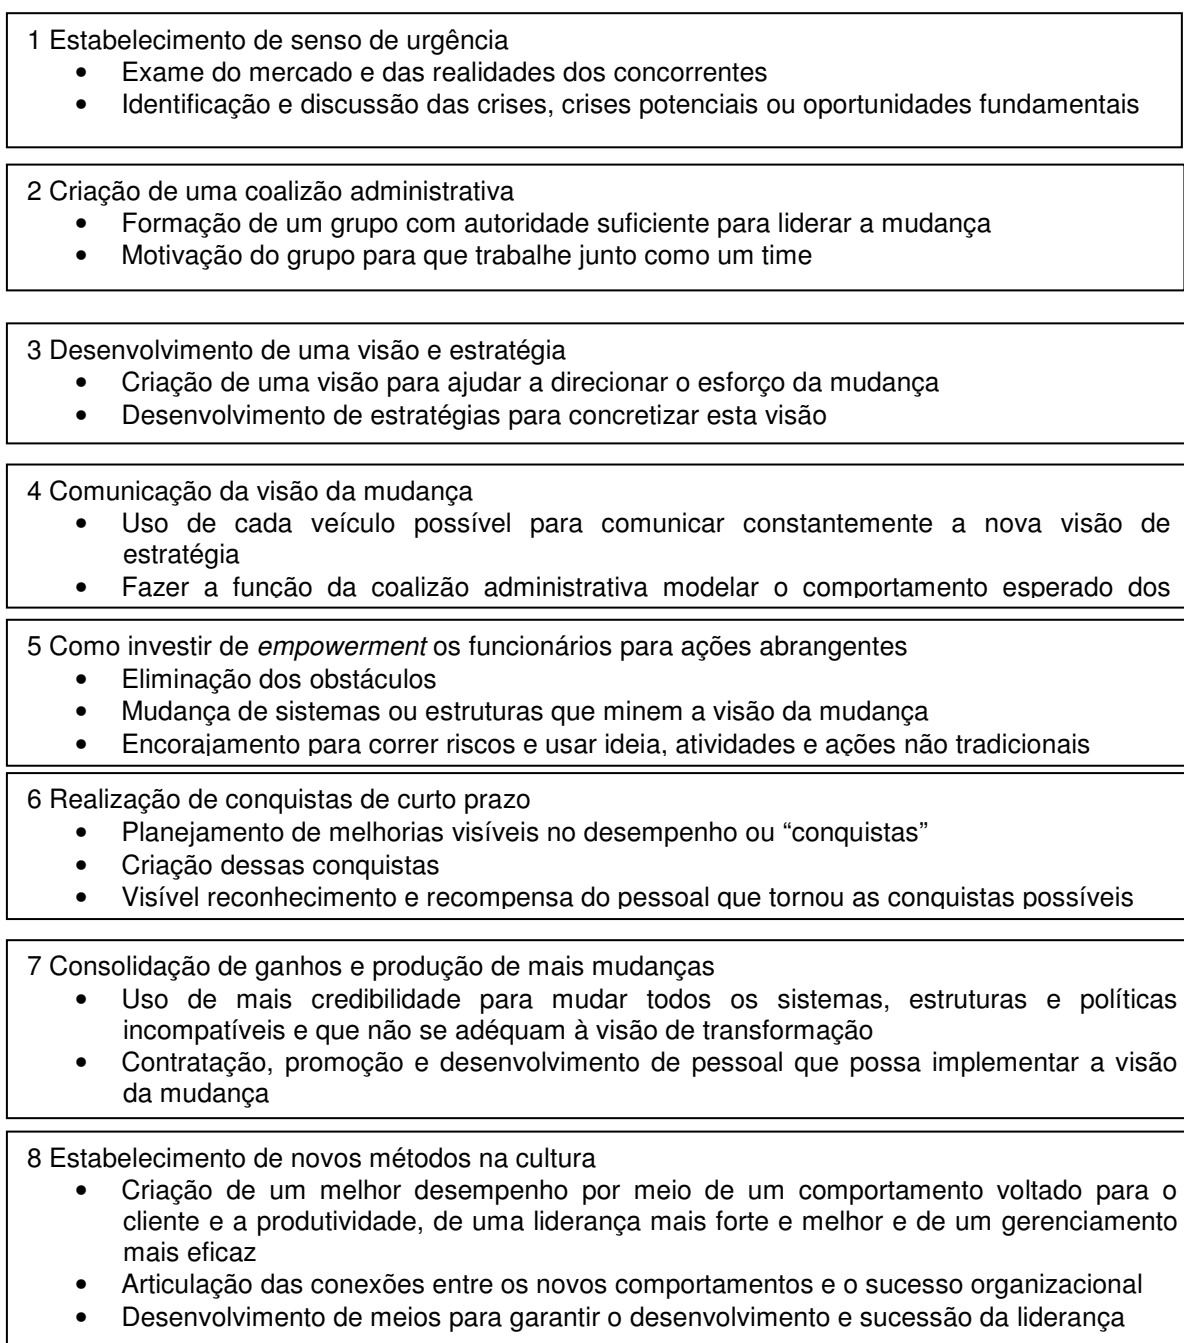 1 Estabelecimento de senso de urgência
• Exame do mercado e das realidades dos concorrentes
• Identificação e discussão das crises, crises potenciais ou oportunidades fundamentais
2 Criação de uma coalizão administrativa
• Formação de um grupo com autoridade suficiente para liderar a mudança
• Motivação do grupo para que trabalhe junto como um time
3 Desenvolvimento de uma visão e estratégia
• Criação de uma visão para ajudar a direcionar o esforço da mudança
• Desenvolvimento de estratégias para concretizar esta visão
4 Comunicação da visão da mudança
• Uso de cada veículo possível para comunicar constantemente a nova visão de
estratégia
• Fazer a função da coalizão administrativa modelar o comportamento esperado dos
5 Como investir de empowerment os funcionários para ações abrangentes
• Eliminação dos obstáculos
• Mudança de sistemas ou estruturas que minem a visão da mudança
• Encorajamento para correr riscos e usar ideia, atividades e ações não tradicionais
6 Realização de conquistas de curto prazo
• Planejamento de melhorias visíveis no desempenho ou “conquistas”
• Criação dessas conquistas
• Visível reconhecimento e recompensa do pessoal que tornou as conquistas possíveis
7 Consolidação de ganhos e produção de mais mudanças
• Uso de mais credibilidade para mudar todos os sistemas, estruturas e políticas
incompatíveis e que não se adéquam à visão de transformação
• Contratação, promoção e desenvolvimento de pessoal que possa implementar a visão
da mudança
8 Estabelecimento de novos métodos na cultura
• Criação de um melhor desempenho por meio de um comportamento voltado para o
cliente e a produtividade, de uma liderança mais forte e melhor e de um gerenciamento
mais eficaz
• Articulação das conexões entre os novos comportamentos e o sucesso organizacional
• Desenvolvimento de meios para garantir o desenvolvimento e sucessão da liderança